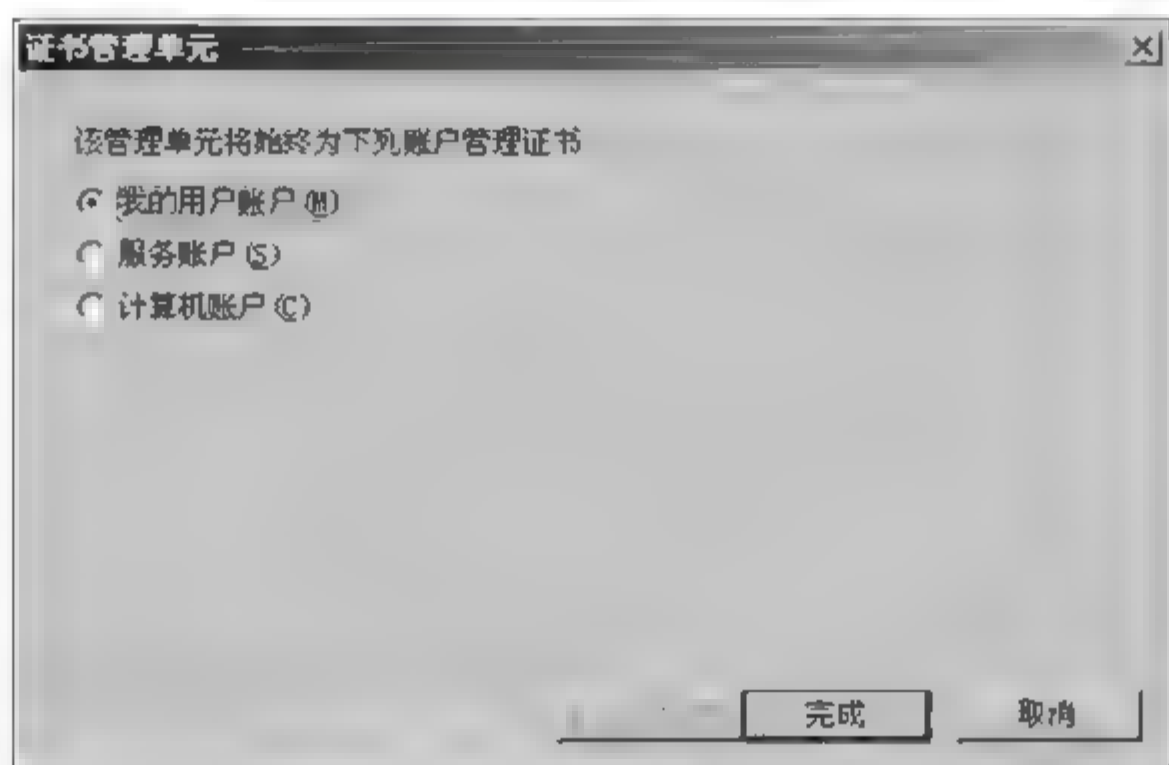 证书管理单元
该管理单元将始终为下列账户管理证书
我的用户账户(M)
服务账户(S)
计算机账户(C)
完成
取消